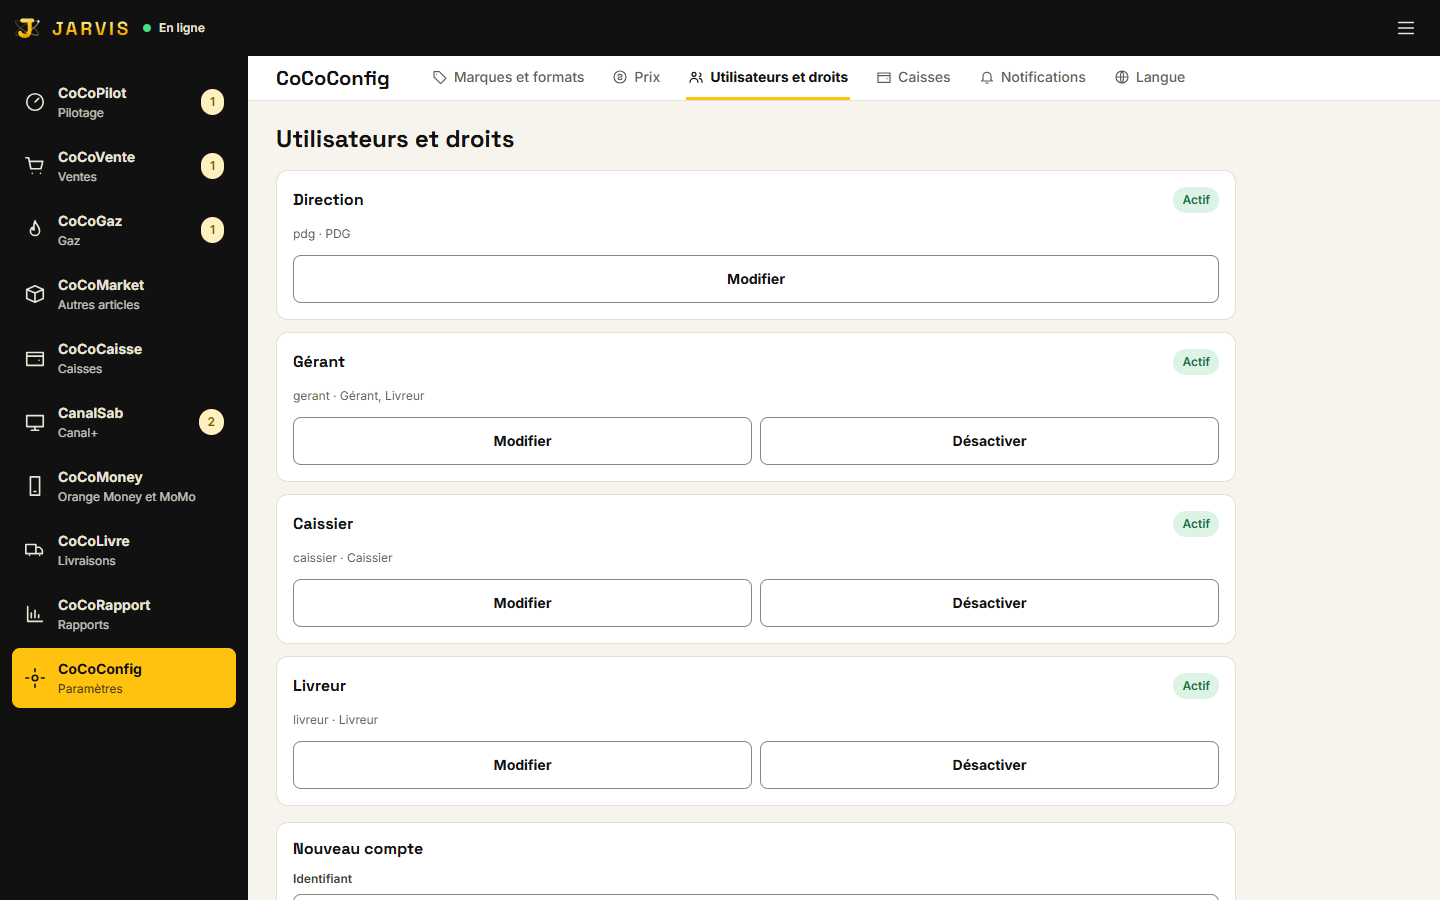 JARVIS En ligne
CoCoPilot
Pilotage
1
CoCoVente
Ventes
1
CoCoGaz
Gaz
1
CoCoMarket
Autres articles
CoCoCaisse
Caisses
CanalSab
Canal+
2
CoCoMoney
Orange Money et MoMo
CoCoLivre
Livraisons
CoCoRapport
Rapports
CoCoConfig
Paramètres
CoCoConfig Marques et formats Prix Utilisateurs et droits Caisses Notifications Langue
Utilisateurs et droits
Direction Actif
pdg · PDG
Modifier
Gérant Actif
gerant · Gérant, Livreur
Modifier Désactiver
Caissier Actif
caissier · Caissier
Modifier Désactiver
Livreur Actif
livreur · Livreur
Modifier Désactiver
Nouveau compte
Identifiant